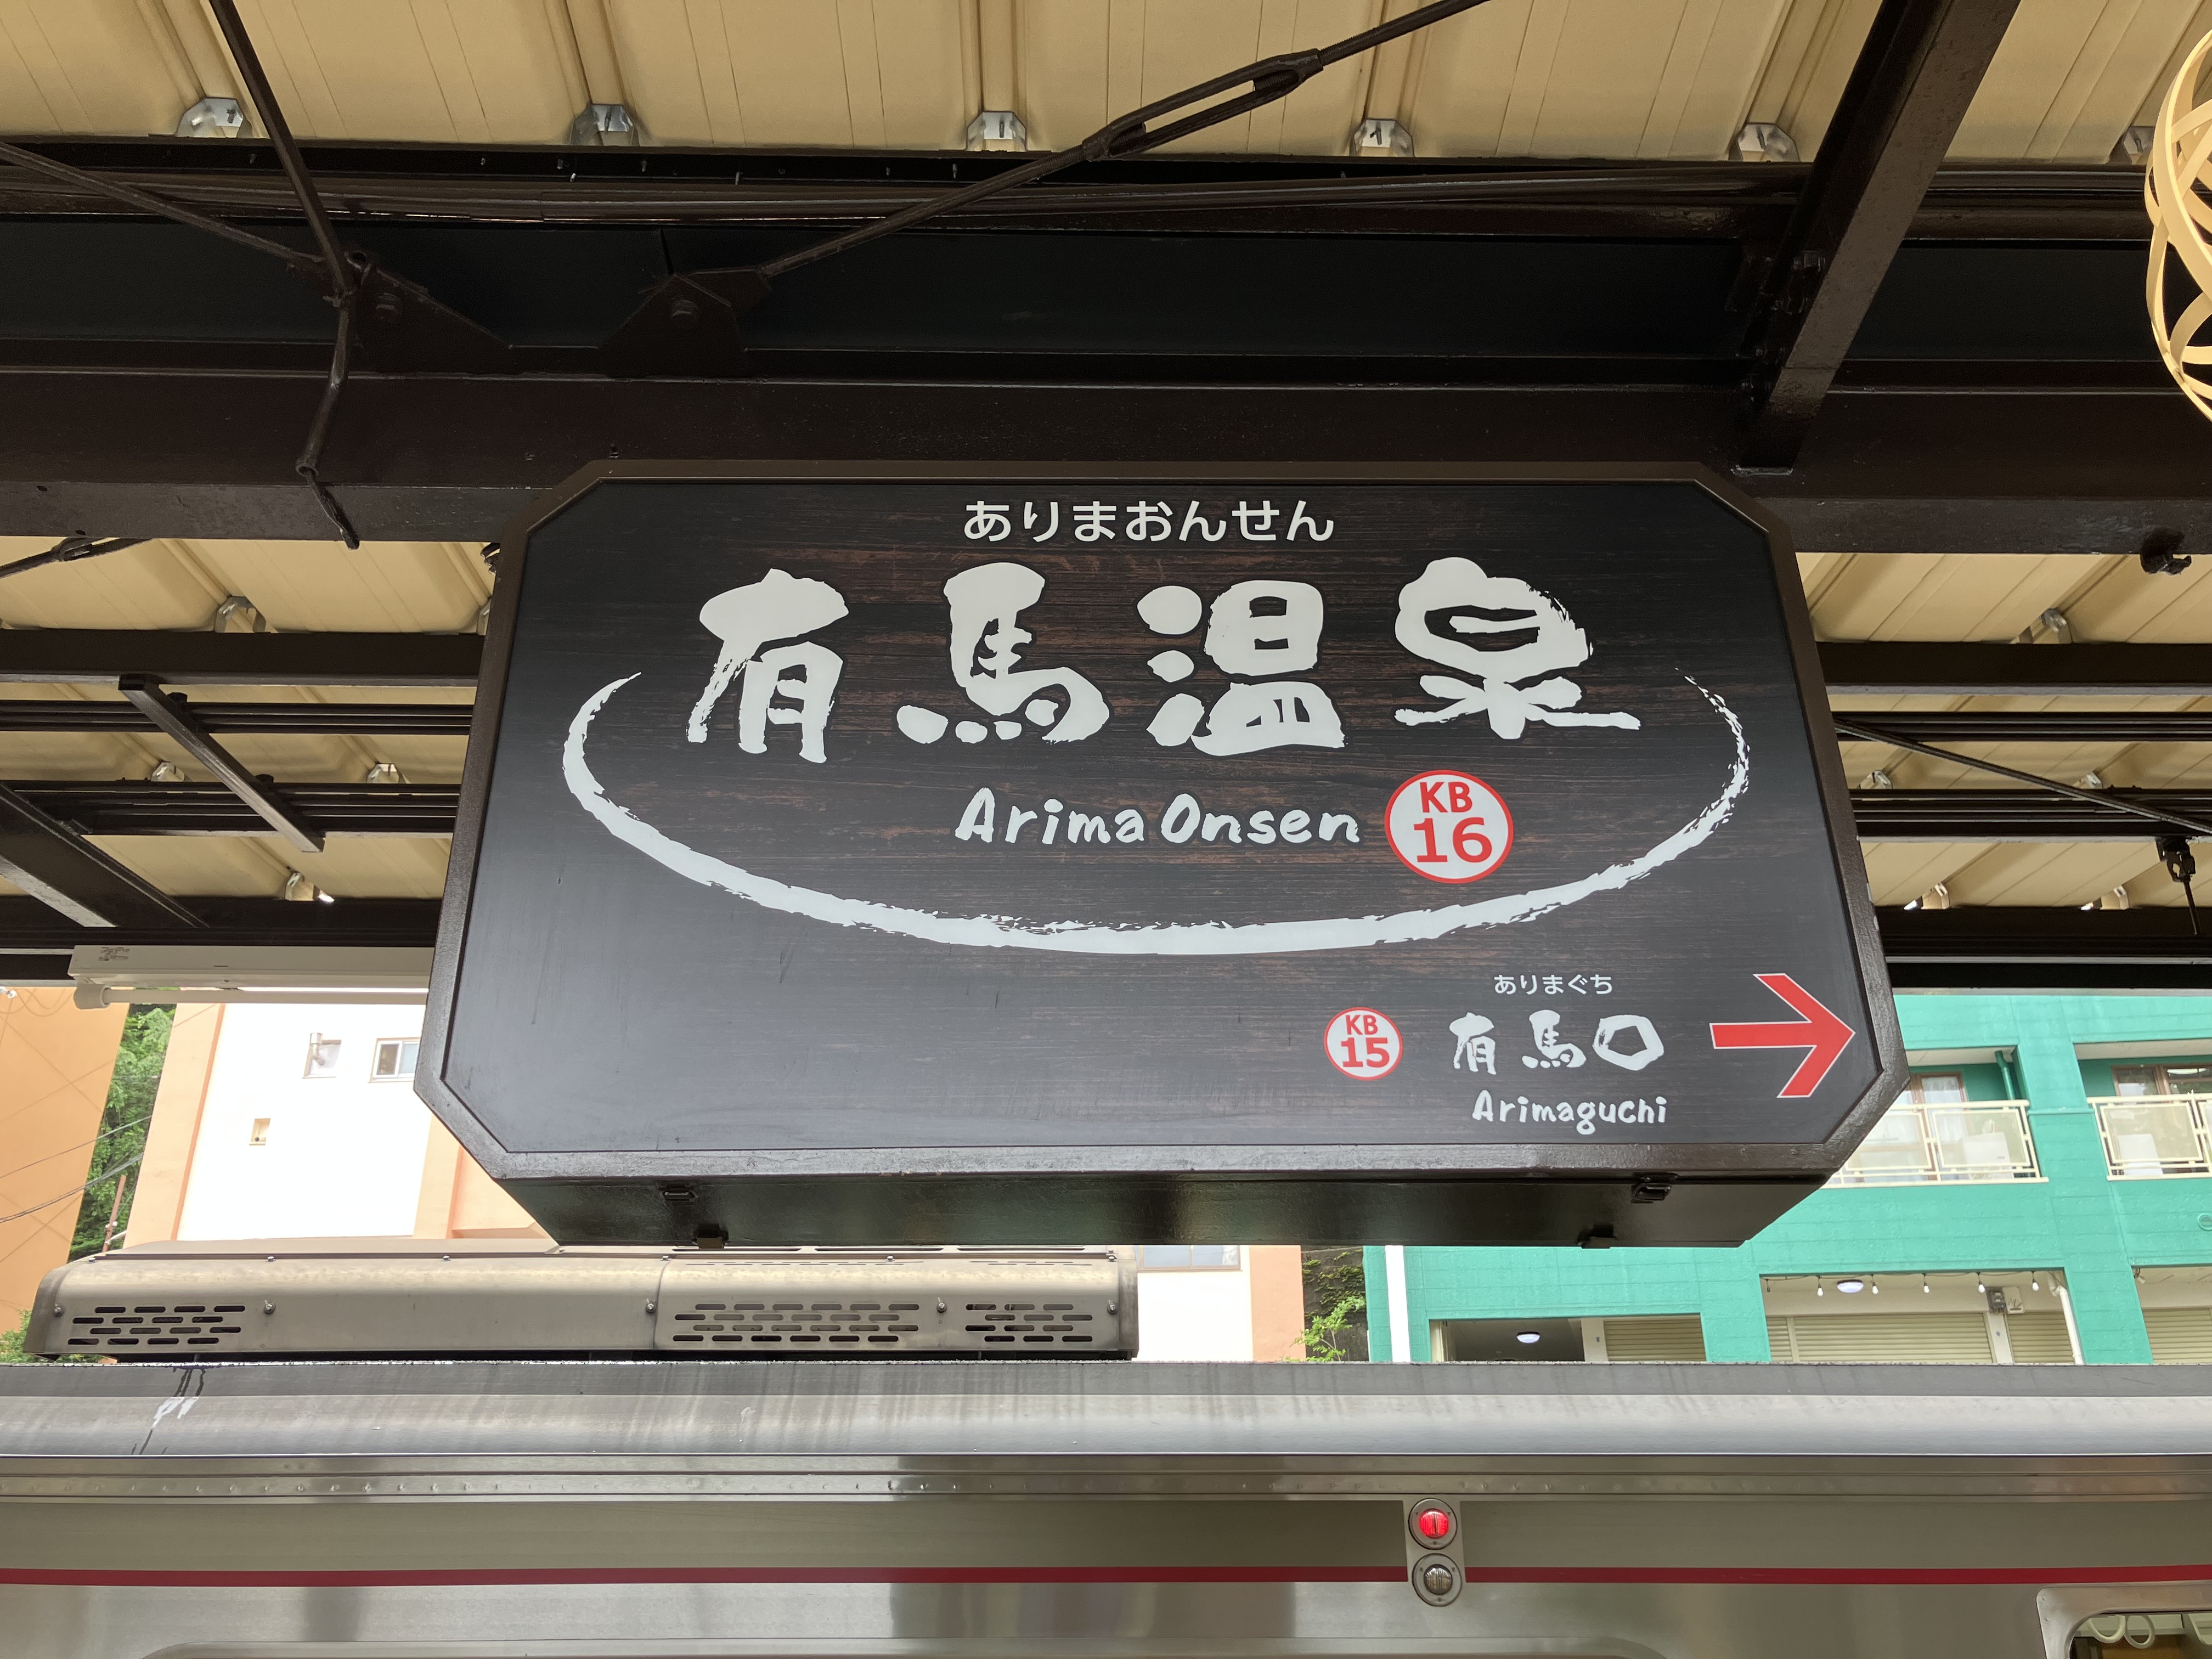 ありまおんせん
有馬温泉
Arima Onsen KB 16
ありまぐち
KB 15 有馬口
Arimaguchi